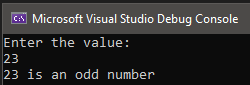 Microsoft Visual Studio Debug Console
Enter the value:
23
23 is an odd number